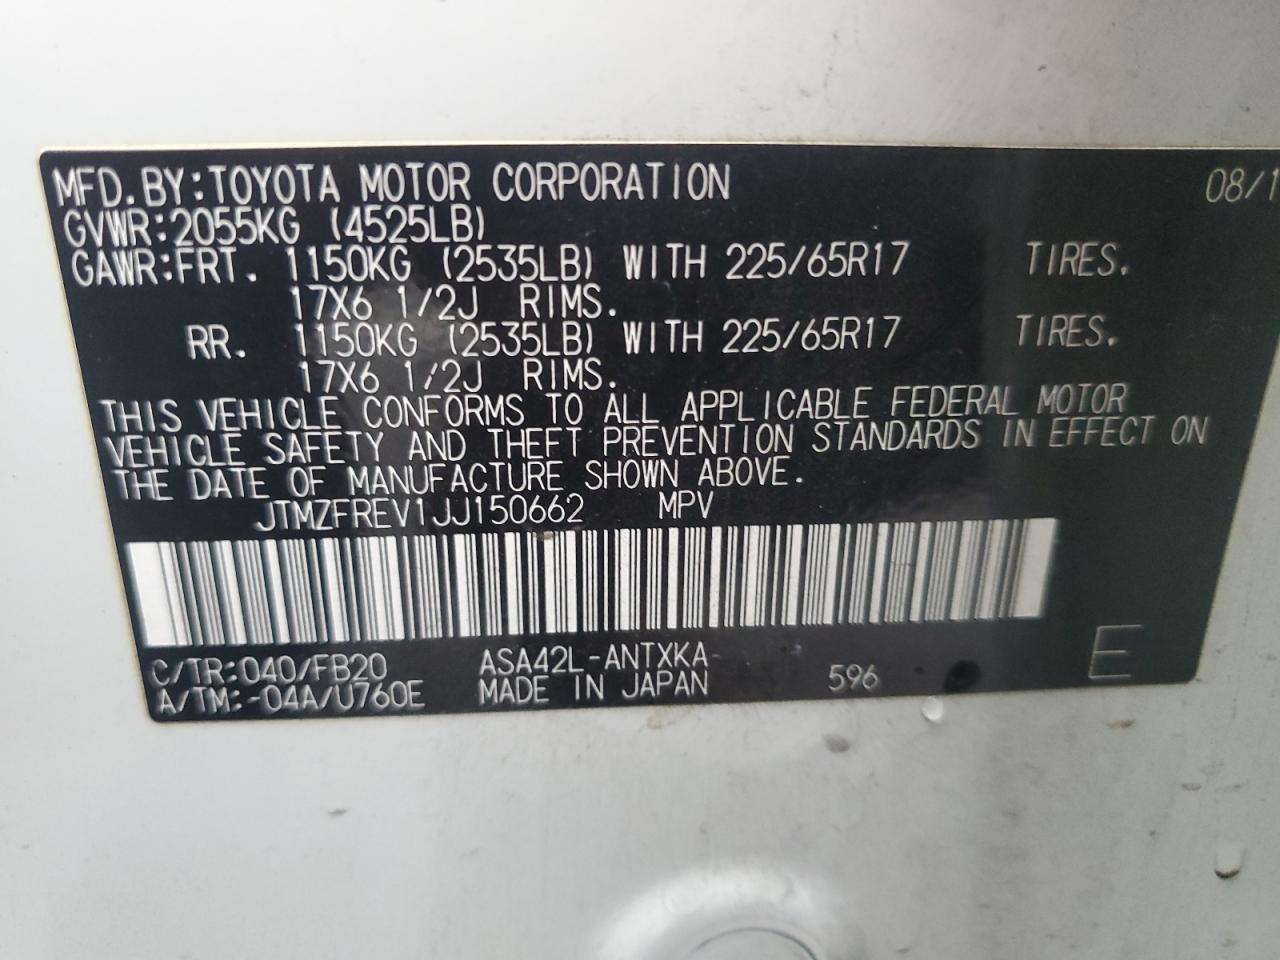 MFD.BY:TOYOTA MOTOR CORPORATION 08/1
GVWR:2055KG (4525LB)
GAWR:FRT. 1150KG (2535LB) WITH 225/65R17 TIRES.
17X6 1/2J RIMS.
RR. 1150KG (2535LB) WITH 225/65R17 TIRES.
17X6 1/2J RIMS.
THIS VEHICLE CONFORMS TO ALL APPLICABLE FEDERAL MOTOR
VEHICLE SAFETY AND THEFT PREVENTION STANDARDS IN EFFECT ON
THE DATE OF MANUFACTURE SHOWN ABOVE.
JTMZFREV1JJ150662 MPV
C/TR:040/FB20 ASA42L-ANTXKA- 596 E
A/TM:-04A/U760E MADE IN JAPAN